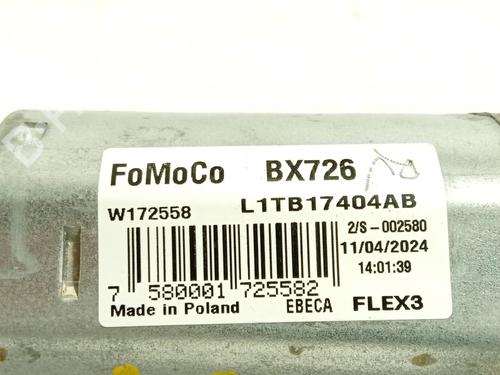 FoMoCo BX726
W172558 L1TB17404AB
2/S-002580
11/04/2024
14:01:39
7 580001 725582
Made in Poland EBECA FLEX3